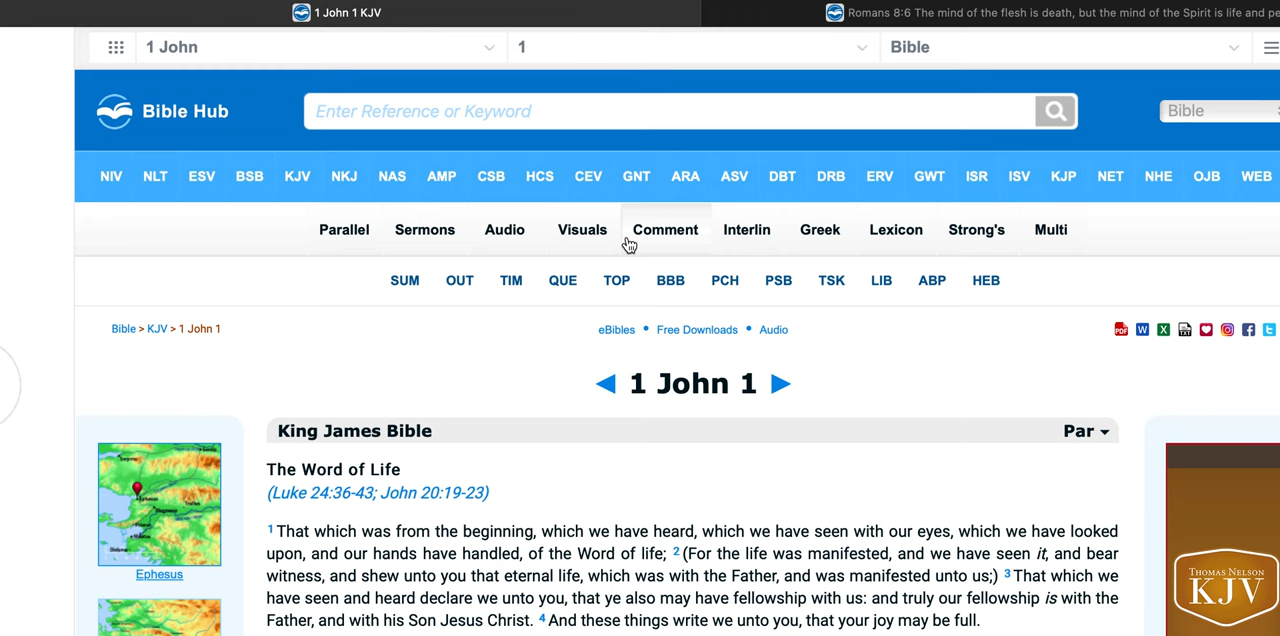 1 John 1 KJV
Romans 8:6 The mind of the flesh is death, but the mind of the Spirit is life and pe
1 John 1 Bible
Bible Hub Enter Reference or Keyword Bible
NIV NLT ESV BSB KJV NKJ NAS AMP CSB HCS CEV GNT ARA ASV DBT DRB ERV GWT ISR ISV KJP NET NHE OJB WEB
Parallel Sermons Audio Visuals Comment Interlin Greek Lexicon Strong's Multi
SUM OUT TIM QUE TOP BBB PCH PSB TSK LIB ABP HEB
Bible > KJV > 1 John 1
eBibles • Free Downloads • Audio
◄ 1 John 1 ►
King James Bible Par
The Word of Life
(Luke 24:36-43; John 20:19-23)
1 That which was from the beginning, which we have heard, which we have seen with our eyes, which we have looked
upon, and our hands have handled, of the Word of life; 2 (For the life was manifested, and we have seen it, and bear
witness, and shew unto you that eternal life, which was with the Father, and was manifested unto us;) 3 That which we
have seen and heard declare we unto you, that ye also may have fellowship with us: and truly our fellowship is with the
Father, and with his Son Jesus Christ. 4 And these things write we unto you, that your joy may be full.
Ephesus
Ephesus
THOMAS NELSON
KJV